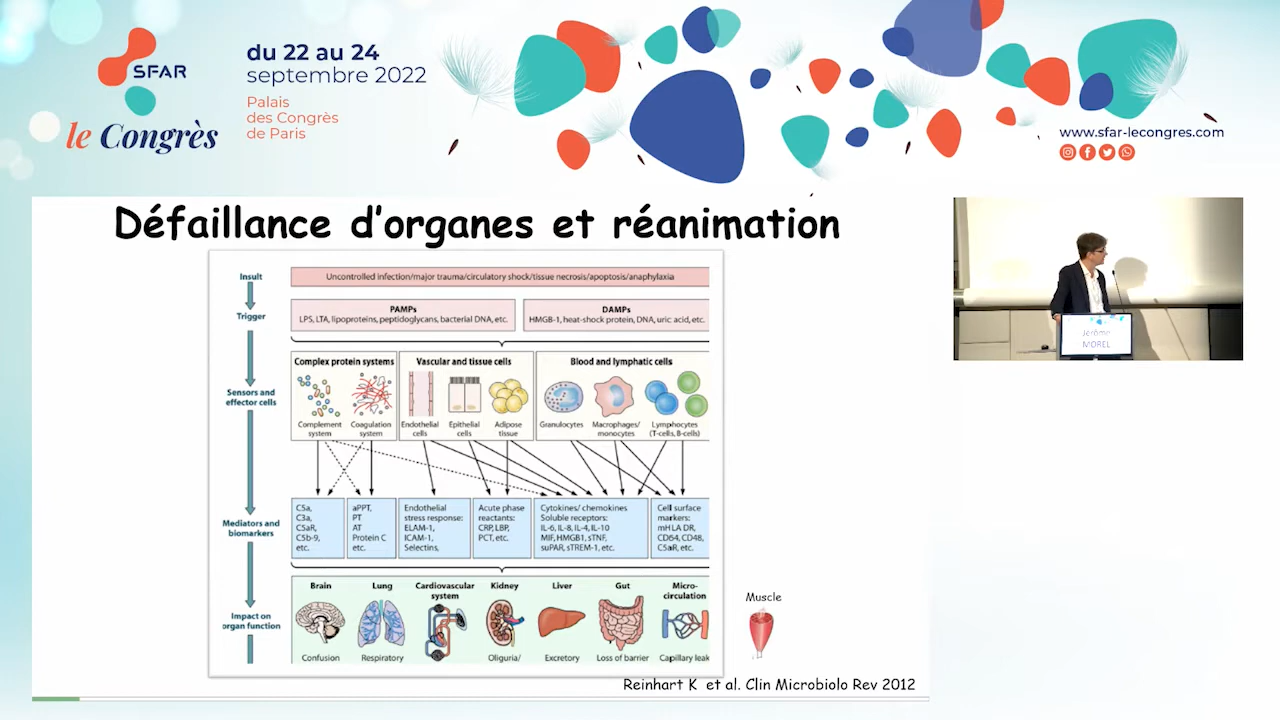 SFAR
le Congrès
du 22 au 24
septembre 2022
Palais
des Congrès
de Paris
www.sfar-lecongres.com
Défaillance d'organes et réanimation
Insult
Uncontrolled infection/major trauma/circulatory shock/tissue necrosis/apoptosis/anaphylaxia
Trigger
PAMPs
LPS, LTA, lipoproteins, peptidoglycans, bacterial DNA, etc.
DAMPs
HMGB-1, heat-shock protein, DNA, uric acid, etc.
Sensors and
effector cells
Complex protein systems
Complement
system
Coagulation
system
Vascular and tissue cells
Endothelial
cells
Epithelial
cells
Adipose
tissue
Blood and lymphatic cells
Granulocytes
Macrophages/
monocytes
Lymphocytes
(T-cells, B-cells)
Mediators and
biomarkers
C5a,
C3a,
C5aR,
C5b-9,
etc.
aPPT,
PT
AT
Protein C
etc.
Endothelial
stress response:
ELAM-1,
ICAM-1,
Selectins,
Acute phase
reactants:
CRP, LBP,
PCT, etc.
Cytokines/ chemokines
Soluble receptors:
IL-6, IL-8, IL-4, IL-10
MIF, HMGB1, sTNF,
suPAR, sTREM-1, etc.
Cell surface
markers:
mHLA DR,
CD64, CD48,
C5aR, etc.
Impact on
organ function
Brain
Confusion
Lung
Respiratory
Cardiovascular
system
Kidney
Oliguria/
Liver
Excretory
Gut
Loss of barrier
Micro-
circulation
Capillary leak
Muscle
Reinhart K et al. Clin Microbiolo Rev 2012
Jerôme
MOREL